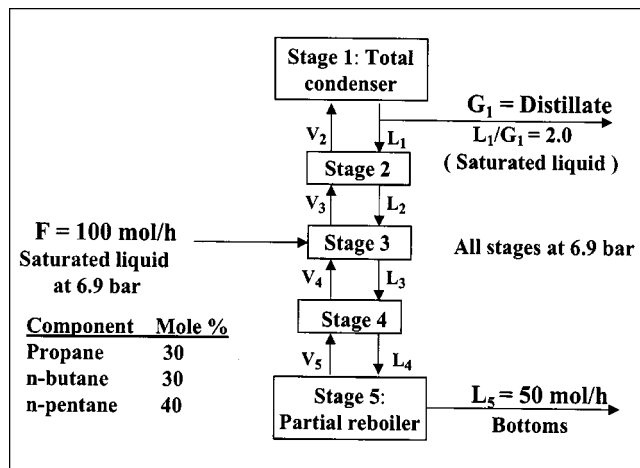 Stage 1: Total
condenser
G₁ = Distillate
V₂
L₁
L₁/G₁ = 2.0
( Saturated liquid )
Stage 2
V₃
L₂
F = 100 mol/h
Stage 3
All stages at 6.9 bar
Saturated liquid
at 6.9 bar
V₄
L₃
Component Mole %
Stage 4
Propane 30
n-butane 30
V₅
L₄
n-pentane 40
Stage 5:
Partial reboiler
L₅ = 50 mol/h
Bottoms